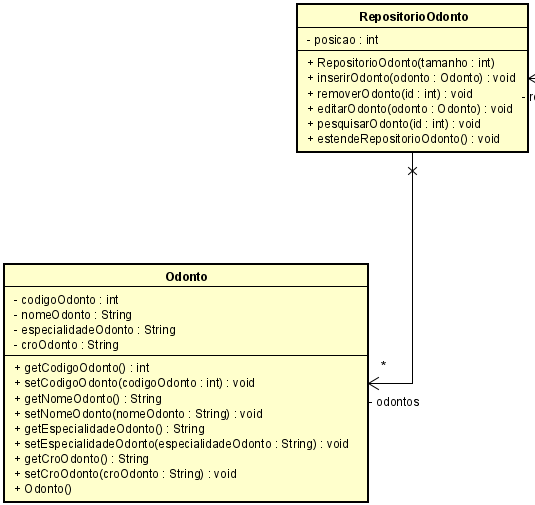 RepositorioOdonto
- posicao : int
+ RepositorioOdonto(tamanho : int)
+ inserirOdonto(odonto : Odonto) : void
+ removerOdonto(id : int) : void
+ editarOdonto(odonto : Odonto) : void
+ pesquisarOdonto(id : int) : void
+ estendeRepositorioOdonto() : void
Odonto
- codigoOdonto : int
- nomeOdonto : String
- especialidadeOdonto : String
- croOdonto : String
+ getCodigoOdonto() : int
+ setCodigoOdonto(codigoOdonto : int) : void
+ getNomeOdonto() : String
+ setNomeOdonto(nomeOdonto : String) : void
+ getEspecialidadeOdonto() : String
+ setEspecialidadeOdonto(especialidadeOdonto : String) : void
+ getCroOdonto() : String
+ setCroOdonto(croOdonto : String) : void
+ Odonto()
*
- odontos